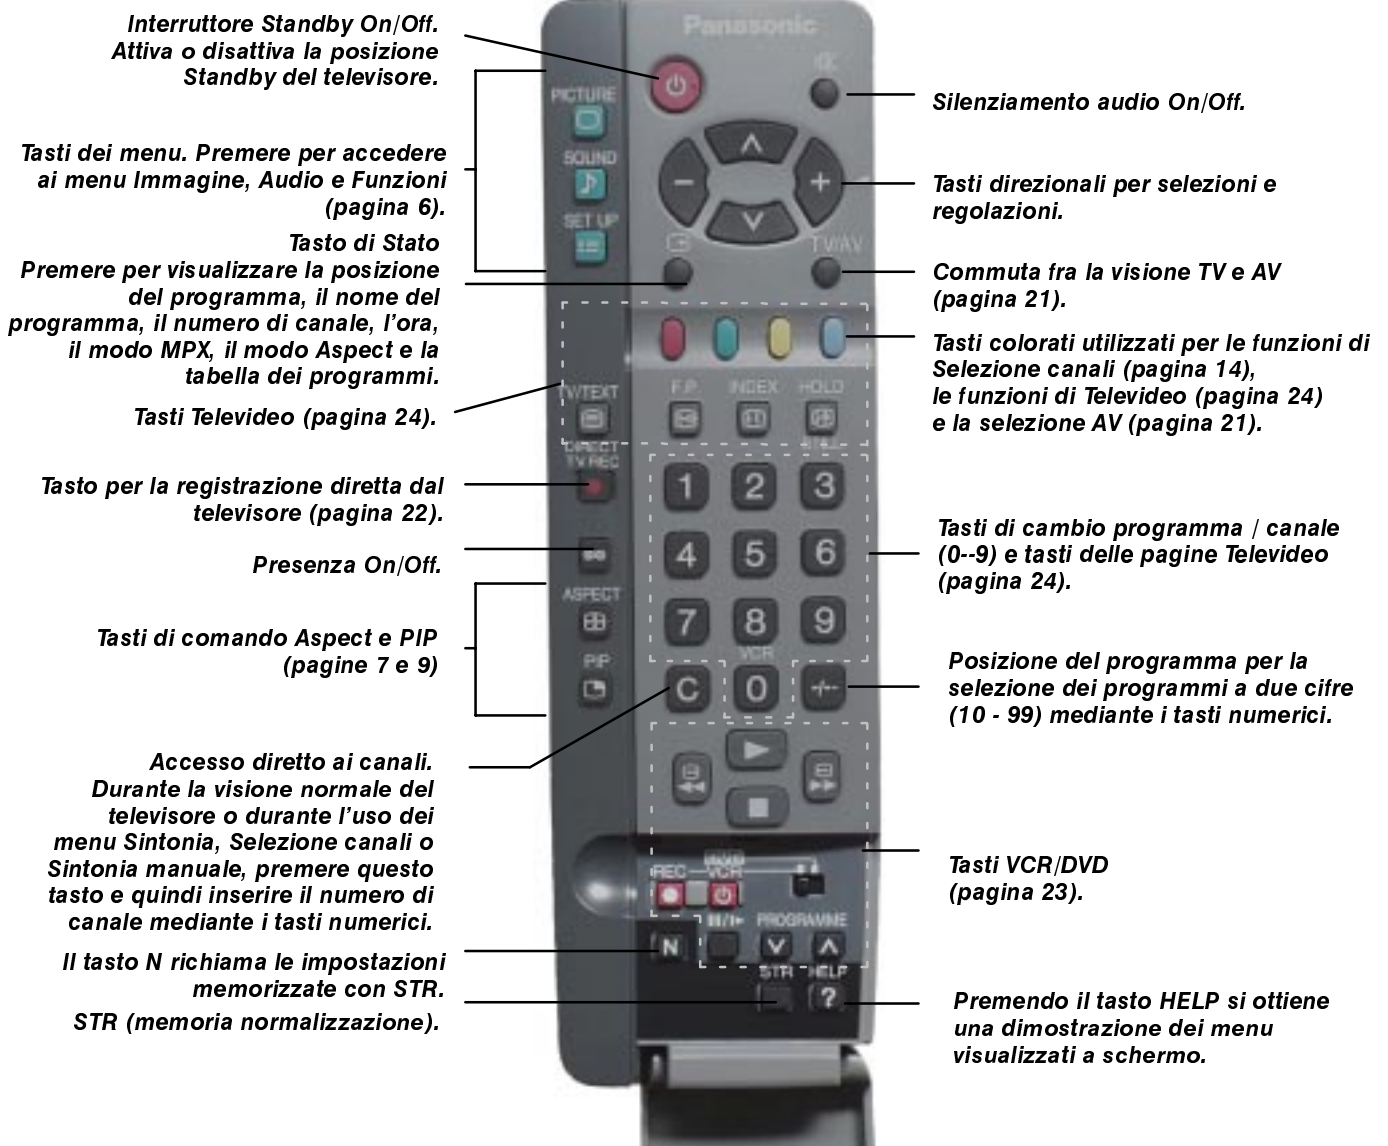 Interruttore Standby On/Off.
Attiva o disattiva la posizione
Standby del televisore.
Tasti dei menu. Premere per accedere
ai menu Immagine, Audio e Funzioni
(pagina 6).
Tasto di Stato
Premere per visualizzare la posizione
del programma, il nome del
programma, il numero di canale, l'ora,
il modo MPX, il modo Aspect e la
tabella dei programmi.
Tasti Televideo (pagina 24).
Tasto per la registrazione diretta dal
televisore (pagina 22).
Presenza On/Off.
Tasti di comando Aspect e PIP
(pagine 7 e 9)
Accesso diretto ai canali.
Durante la visione normale del
televisore o durante l'uso dei
menu Sintonia, Selezione canali o
Sintonia manuale, premere questo
tasto e quindi inserire il numero di
canale mediante i tasti numerici.
Il tasto N richiama le impostazioni
memorizzate con STR.
STR (memoria normalizzazione).
Panasonic
PICTURE
SOUND
SET UP
TV/AV
TV/TEXT
F.P.
INDEX
HOLD
DIRECT
TV REC
1 2 3
4 5 6
ASPECT
7 8 9
VCR
PIP
C 0 -/--
REC VCR
PROGRAMME
N
STR HELP
?
Silenziamento audio On/Off.
Tasti direzionali per selezioni e
regolazioni.
Commuta fra la visione TV e AV
(pagina 21).
Tasti colorati utilizzati per le funzioni di
Selezione canali (pagina 14),
le funzioni di Televideo (pagina 24)
e la selezione AV (pagina 21).
Tasti di cambio programma / canale
(0--9) e tasti delle pagine Televideo
(pagina 24).
Posizione del programma per la
selezione dei programmi a due cifre
(10 - 99) mediante i tasti numerici.
Tasti VCR/DVD
(pagina 23).
Premendo il tasto HELP si ottiene
una dimostrazione dei menu
visualizzati a schermo.